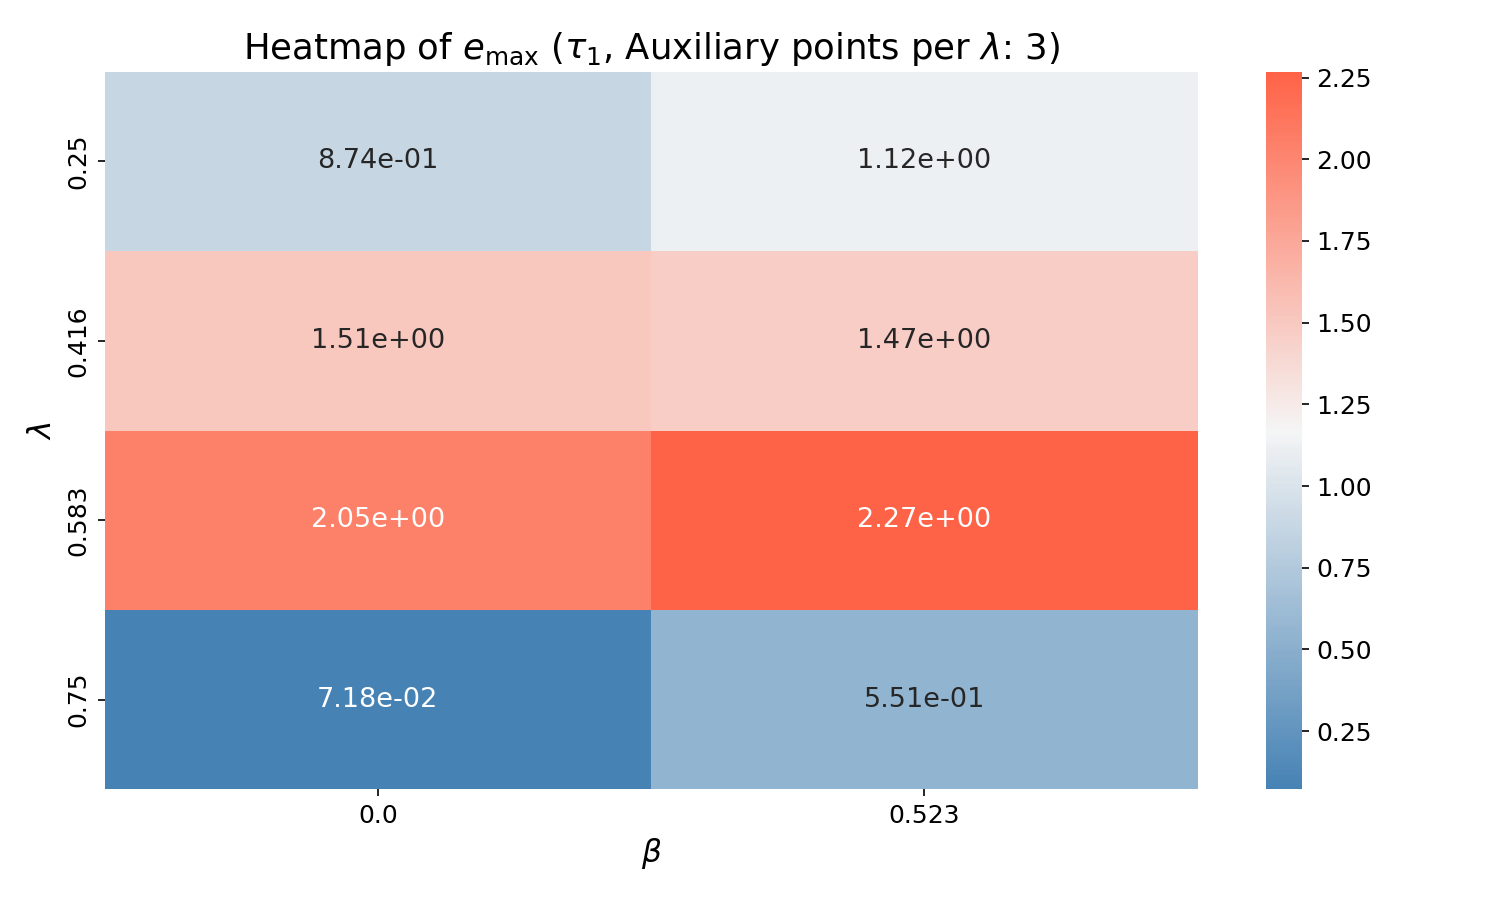 Heatmap of e_max (τ_1, Auxiliary points per λ: 3)
λ
0.25
0.416
0.583
0.75
8.74e-01 1.12e+00
1.51e+00 1.47e+00
2.05e+00 2.27e+00
7.18e-02 5.51e-01
0.0 0.523
β
2.25
2.00
1.75
1.50
1.25
1.00
0.75
0.50
0.25